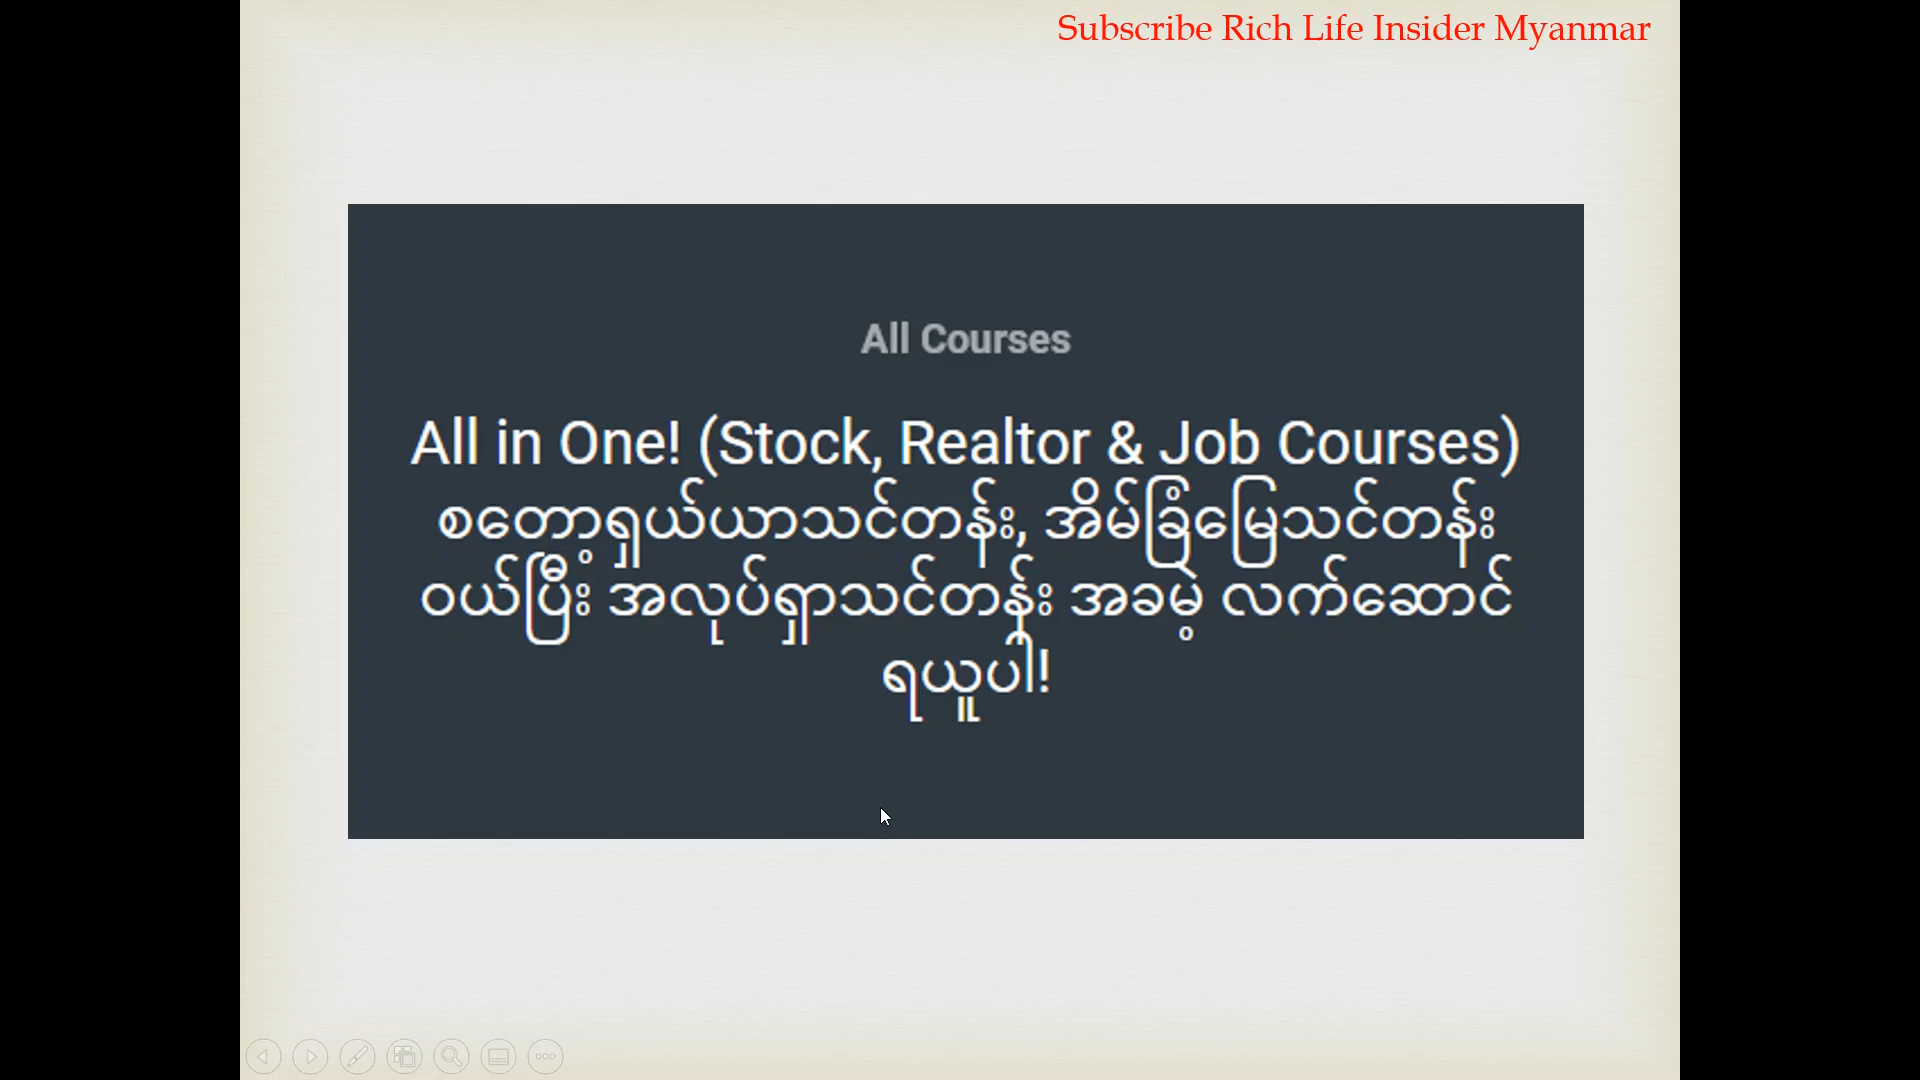 Subscribe Rich Life Insider Myanmar
All Courses
All in One! (Stock, Realtor & Job Courses)
စတော့ရှယ်ယာသင်တန်း, အိမ်ခြံမြေသင်တန်း
ဝယ်ပြီး အလုပ်ရှာသင်တန်း အခမဲ့ လက်ဆောင်
ရယူပါ!